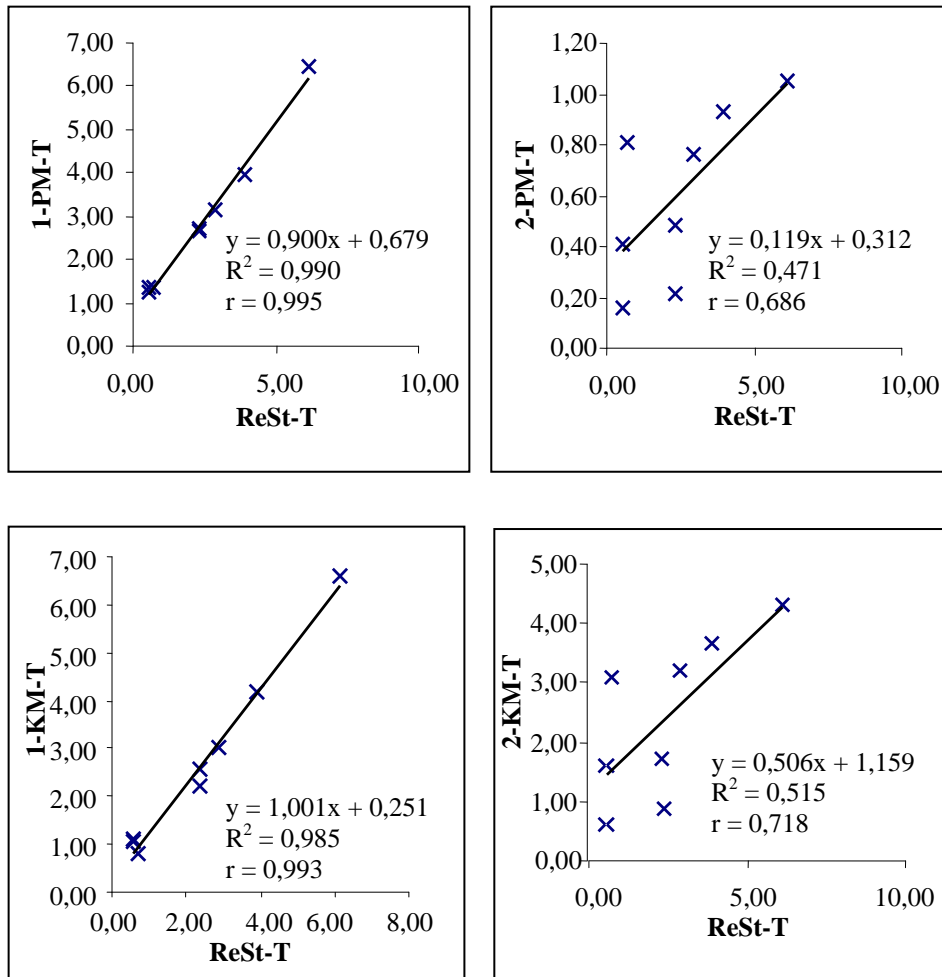 7,00
6,00
5,00
4,00
3,00
2,00
1,00
0,00
1-PM-T
y = 0,900x + 0,679
R² = 0,990
r = 0,995
0,00 5,00 10,00
ReSt-T
1,20
1,00
0,80
0,60
0,40
0,20
0,00
2-PM-T
y = 0,119x + 0,312
R² = 0,471
r = 0,686
0,00 5,00 10,00
ReSt-T
7,00
6,00
5,00
4,00
3,00
2,00
1,00
0,00
1-KM-T
y = 1,001x + 0,251
R² = 0,985
r = 0,993
0,00 2,00 4,00 6,00 8,00
ReSt-T
5,00
4,00
3,00
2,00
1,00
0,00
2-KM-T
y = 0,506x + 1,159
R² = 0,515
r = 0,718
0,00 5,00 10,00
ReSt-T